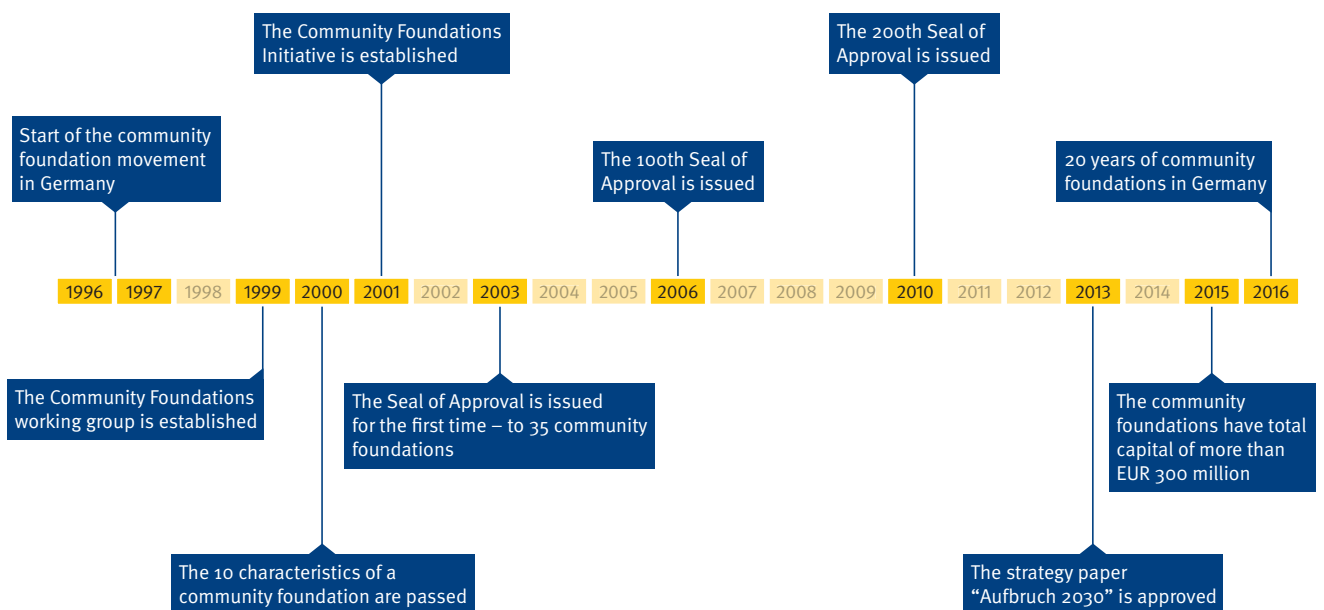 The Community Foundations
Initiative is established
The 200th Seal of
Approval is issued
Start of the community
foundation movement
in Germany
The 100th Seal of
Approval is issued
20 years of community
foundations in Germany
1996 1997 1998 1999 2000 2001 2002 2003 2004 2005 2006 2007 2008 2009 2010 2011 2012 2013 2014 2015 2016
The Community Foundations
working group is established
The Seal of Approval is issued
for the first time – to 35 community
foundations
The community
foundations have total
capital of more than
EUR 300 million
The 10 characteristics of a
community foundation are passed
The strategy paper
“Aufbruch 2030” is approved